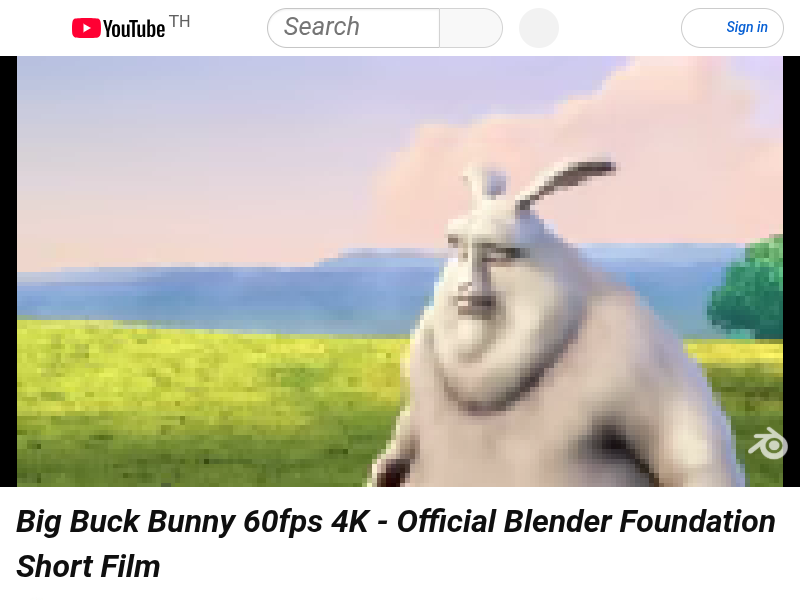 YouTube TH
Search
Sign in
Big Buck Bunny 60fps 4K - Official Blender Foundation
Short Film